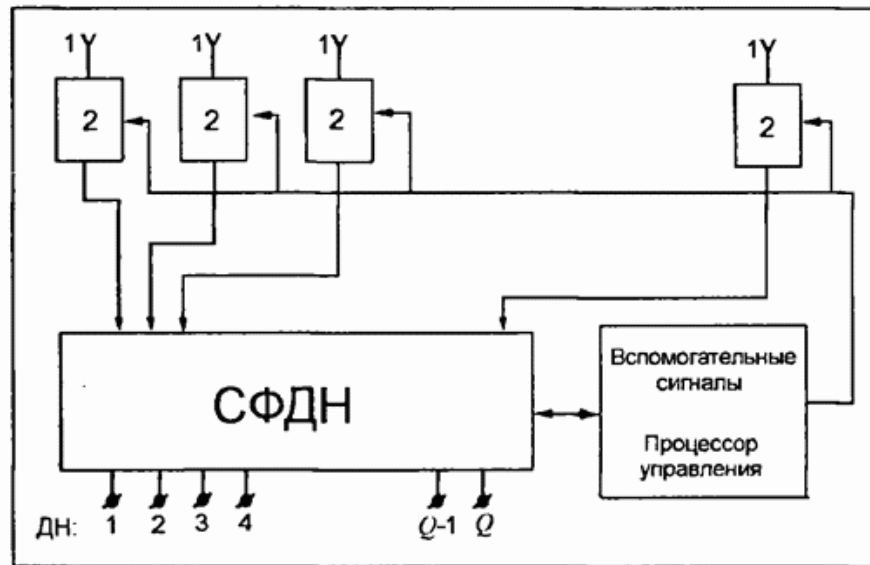 1Y 1Y 1Y 1Y
2 2 2 2
СФДН
Вспомогательные
сигналы
Процессор
управления
ДН: 1 2 3 4 Q-1 Q